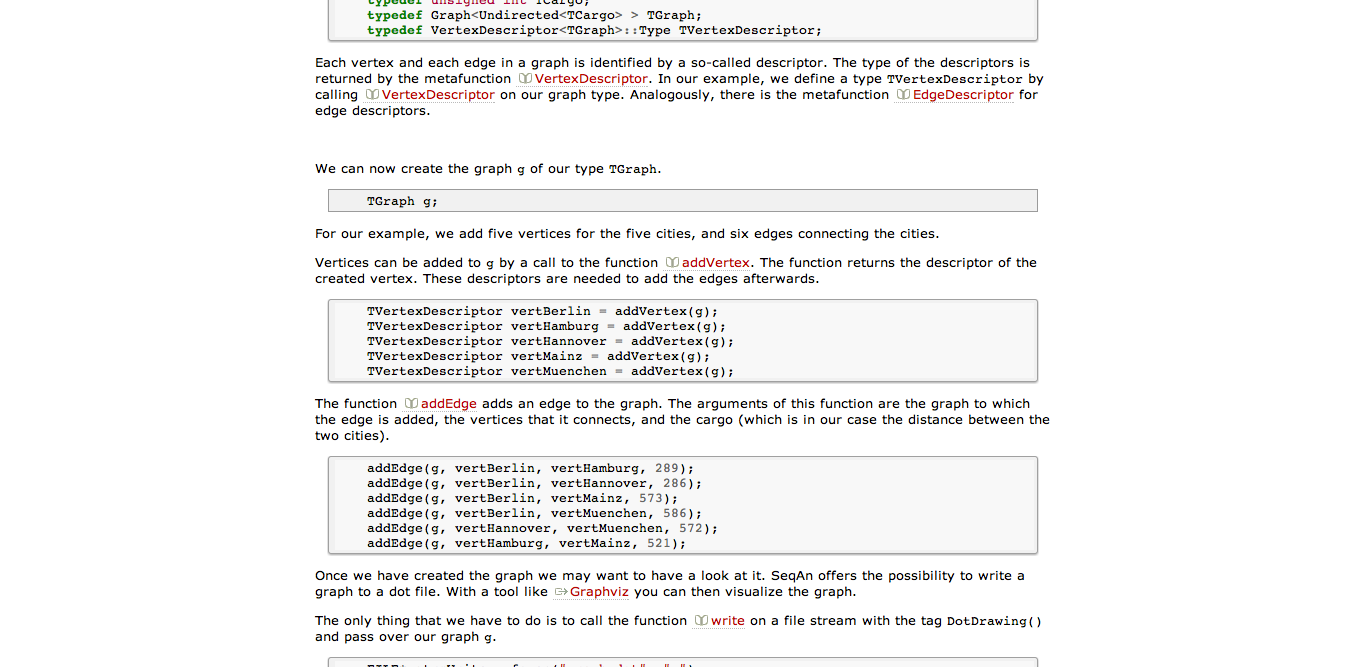 typedef unsigned int TCargo;
typedef Graph<Undirected<TCargo> > TGraph;
typedef VertexDescriptor<TGraph>::Type TVertexDescriptor;
Each vertex and each edge in a graph is identified by a so-called descriptor. The type of the descriptors is
returned by the metafunction VertexDescriptor. In our example, we define a type TVertexDescriptor by
calling VertexDescriptor on our graph type. Analogously, there is the metafunction EdgeDescriptor for
edge descriptors.
We can now create the graph g of our type TGraph.
TGraph g;
For our example, we add five vertices for the five cities, and six edges connecting the cities.
Vertices can be added to g by a call to the function addVertex. The function returns the descriptor of the
created vertex. These descriptors are needed to add the edges afterwards.
TVertexDescriptor vertBerlin = addVertex(g);
TVertexDescriptor vertHamburg = addVertex(g);
TVertexDescriptor vertHannover = addVertex(g);
TVertexDescriptor vertMainz = addVertex(g);
TVertexDescriptor vertMuenchen = addVertex(g);
The function addEdge adds an edge to the graph. The arguments of this function are the graph to which
the edge is added, the vertices that it connects, and the cargo (which is in our case the distance between the
two cities).
addEdge(g, vertBerlin, vertHamburg, 289);
addEdge(g, vertBerlin, vertHannover, 286);
addEdge(g, vertBerlin, vertMainz, 573);
addEdge(g, vertBerlin, vertMuenchen, 586);
addEdge(g, vertHannover, vertMuenchen, 572);
addEdge(g, vertHamburg, vertMainz, 521);
Once we have created the graph we may want to have a look at it. SeqAn offers the possibility to write a
graph to a dot file. With a tool like Graphviz you can then visualize the graph.
The only thing that we have to do is to call the function write on a file stream with the tag DotDrawing()
and pass over our graph g.